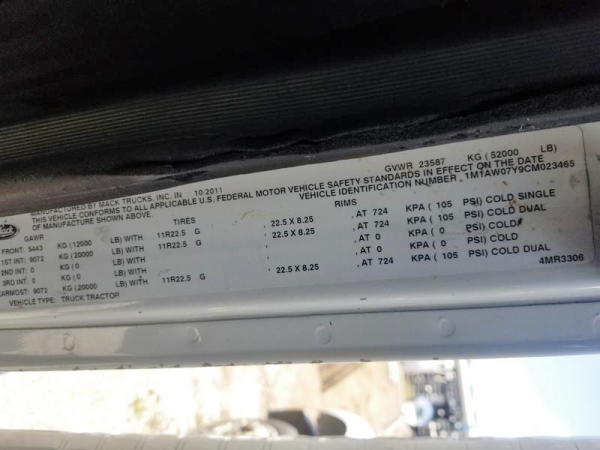 Mack
MANUFACTURED BY MACK TRUCKS, INC. IN 10-2011 GVWR 23587 KG ( 52000 LB)
THIS VEHICLE CONFORMS TO ALL APPLICABLE U.S. FEDERAL MOTOR VEHICLE SAFETY STANDARDS IN EFFECT ON THE DATE
OF MANUFACTURE SHOWN ABOVE. VEHICLE IDENTIFICATION NUMBER 1M1AW07Y9CM023465
GAWR TIRES RIMS
FRONT: 5443 KG (12000 LB) WITH 11R22.5 G , 22.5 X 8.25 , AT 724 KPA ( 105 PSI) COLD SINGLE
1ST INT: 9072 KG (20000 LB) WITH 11R22.5 G , 22.5 X 8.25 , AT 724 KPA ( 105 PSI) COLD DUAL
2ND INT: 0 KG ( 0 LB) WITH , AT 0 KPA ( 0 PSI) COLD
3RD INT: 0 KG ( 0 LB) WITH , AT 0 KPA ( 0 PSI) COLD
EARMOST: 9072 KG (20000 LB) WITH 11R22.5 G , 22.5 X 8.25 , AT 724 KPA ( 105 PSI) COLD DUAL
VEHICLE TYPE: TRUCK TRACTOR 4MR3306